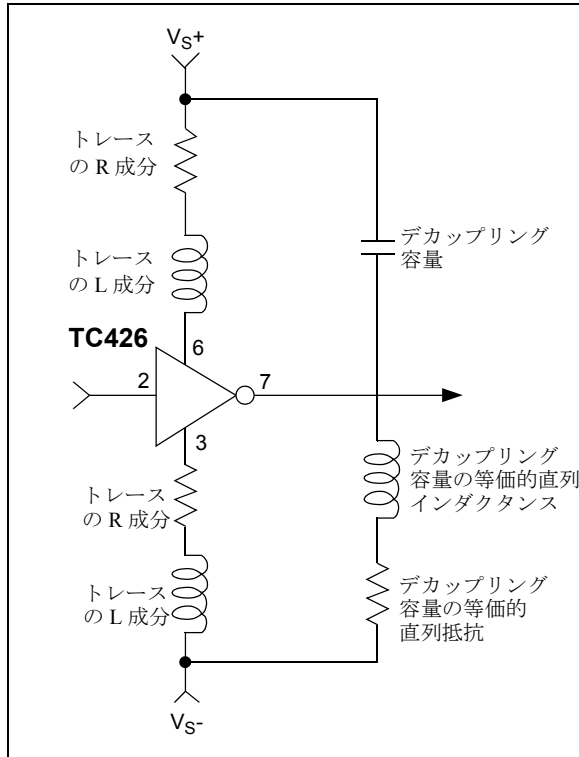 VS+
トレース
の R 成分
デカップリング
容量
トレース
の L 成分
TC426
6
2
7
3
デカップリング
容量の等価的直列
インダクタンス
トレース
の R 成分
トレース
の L 成分
デカップリング
容量の等価的
直列抵抗
VS-